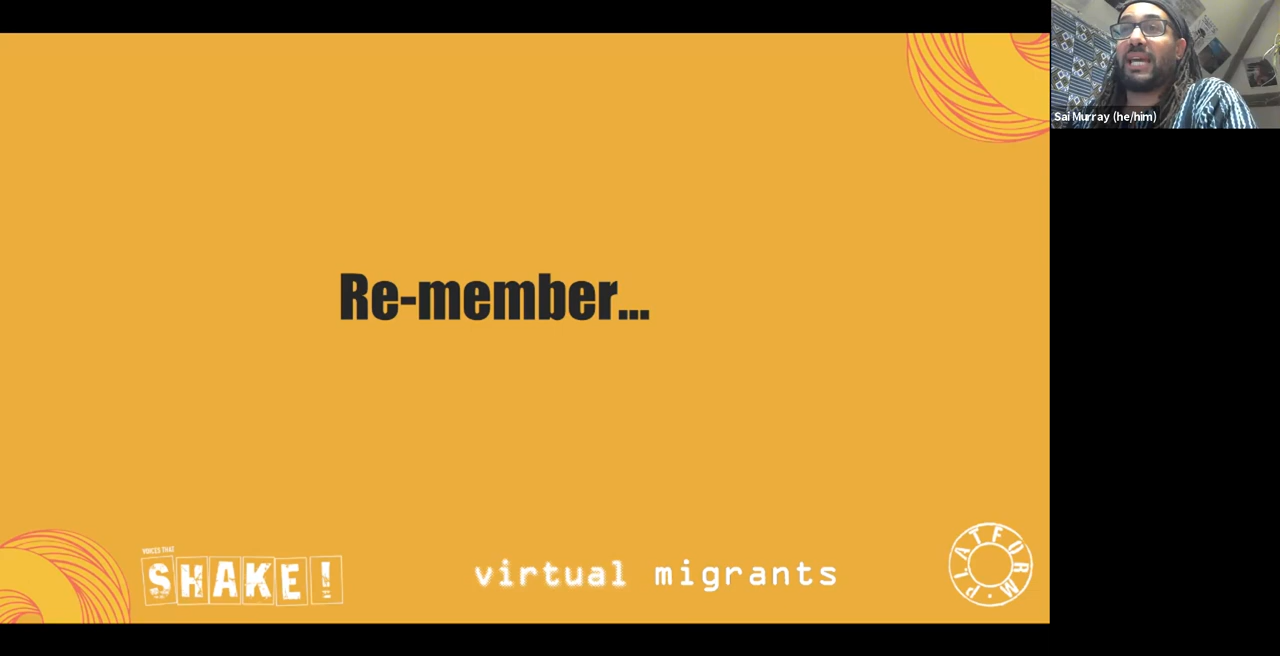 Sai Murray (he/him)
Re-member...
VOICES THAT
SHAKE!
virtual migrants
PLATFORM